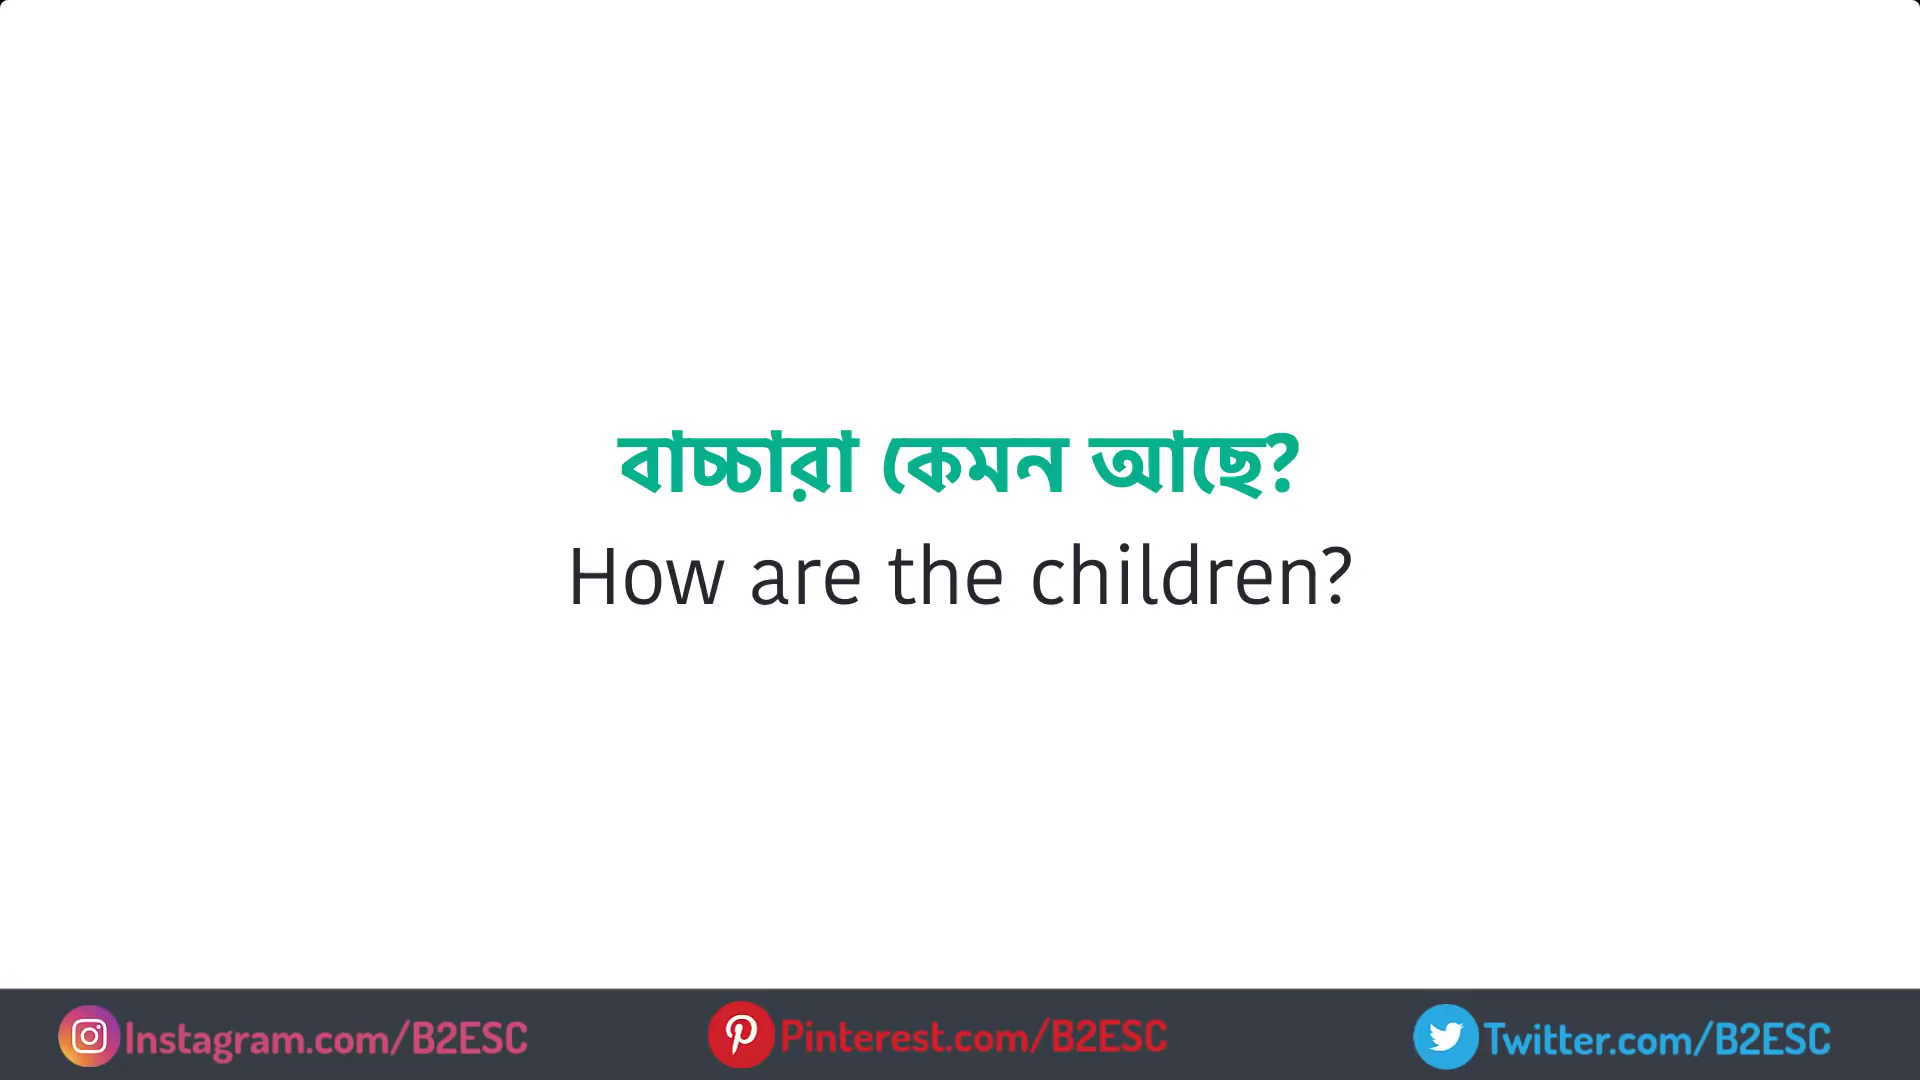 বাচ্চারা কেমন আছে?
How are the children?
Instagram.com/B2ESC
Pinterest.com/B2ESC
Twitter.com/B2ESC